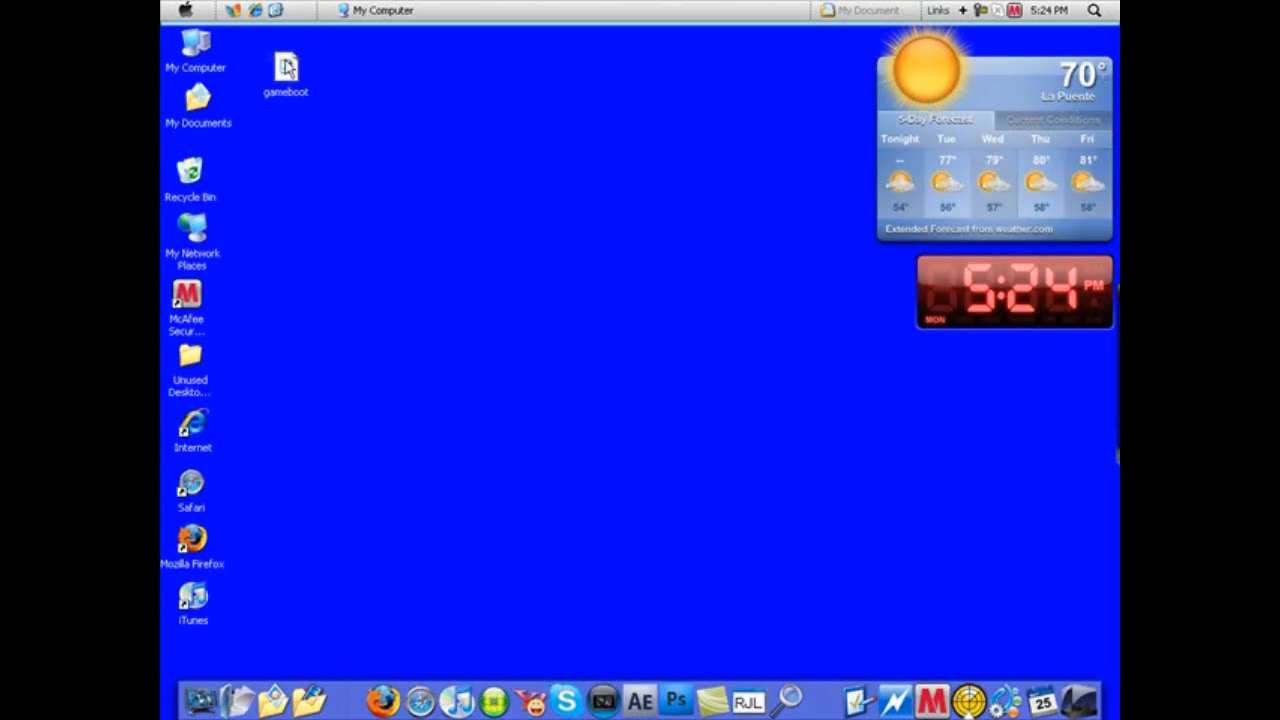 My Computer
My Document
Links
5:24 PM
My Computer
gameboot
My Documents
Recycle Bin
My Network
Places
McAfee
Secur...
Unused
Deskto...
Internet
Safari
Mozilla Firefox
iTunes
70°
La Puente
5-Day Forecast
Current Conditions
Tonight Tue Wed Thu Fri
-- 77° 79° 80° 81°
54° 56° 57° 58° 58°
Extended Forecast from weather.com
5:24 PM
MON
S
AE
Ps
RJL
M
25